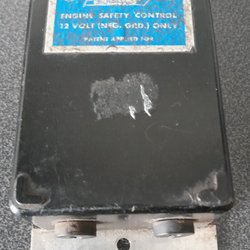 ENGINE SAFETY CONTROL
12 VOLT (NEG. GRD.) ONLY
PATENT APPLIED FOR